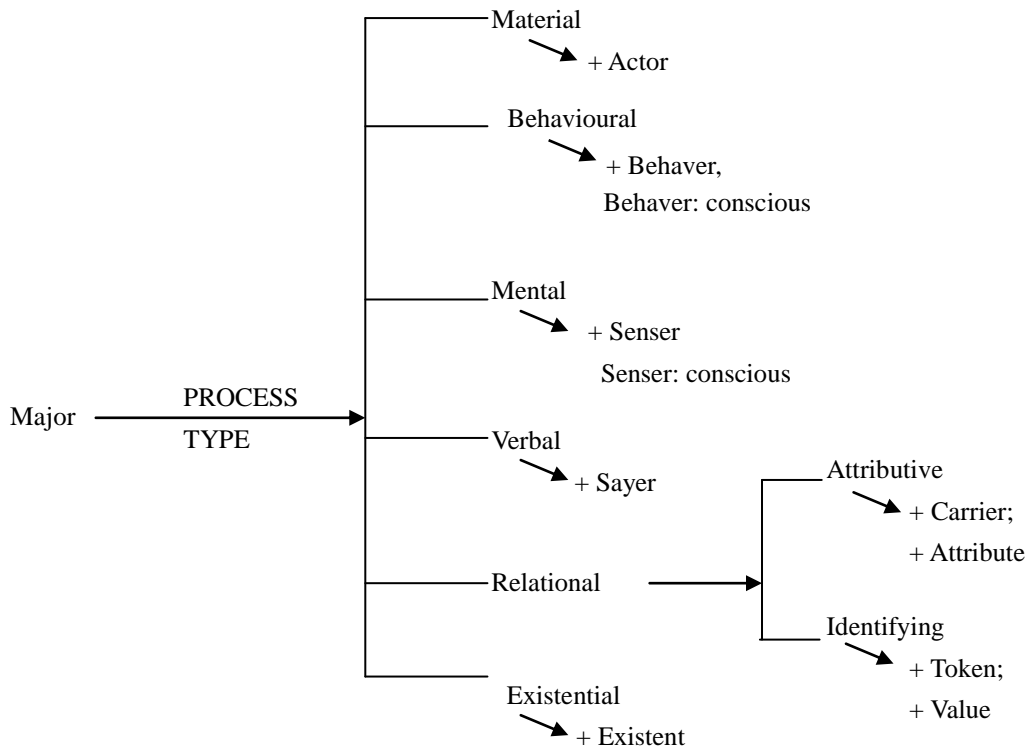 Material
+ Actor
Behavioural
+ Behaver,
Behaver: conscious
Mental
+ Senser
Senser: conscious
Major
PROCESS
TYPE
Verbal
+ Sayer
Relational
Attributive
+ Carrier;
+ Attribute
Identifying
+ Token;
+ Value
Existential
+ Existent